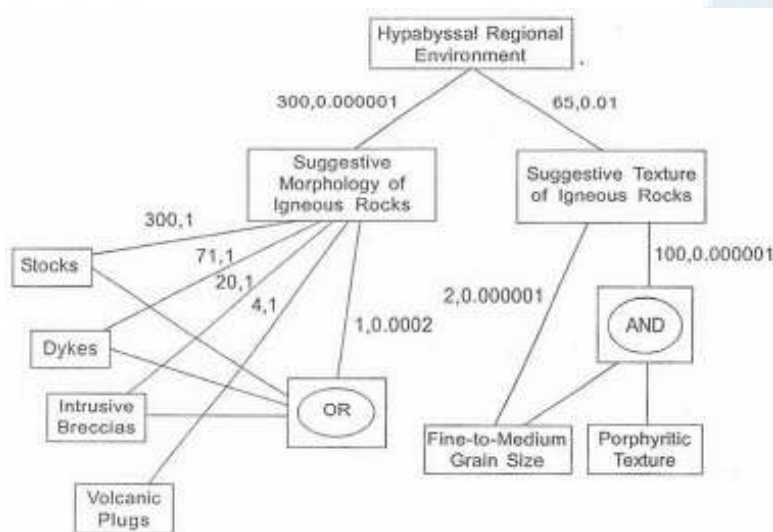 Hypabyssal Regional
Environment
300,0.000001
65,0.01
Suggestive
Morphology of
Igneous Rocks
Suggestive Texture
of Igneous Rocks
300,1
71,1
20,1
4,1
1,0.0002
2,0.000001
100,0.000001
Stocks
Dykes
Intrusive
Breccias
Volcanic
Plugs
OR
AND
Fine-to-Medium
Grain Size
Porphyritic
Texture